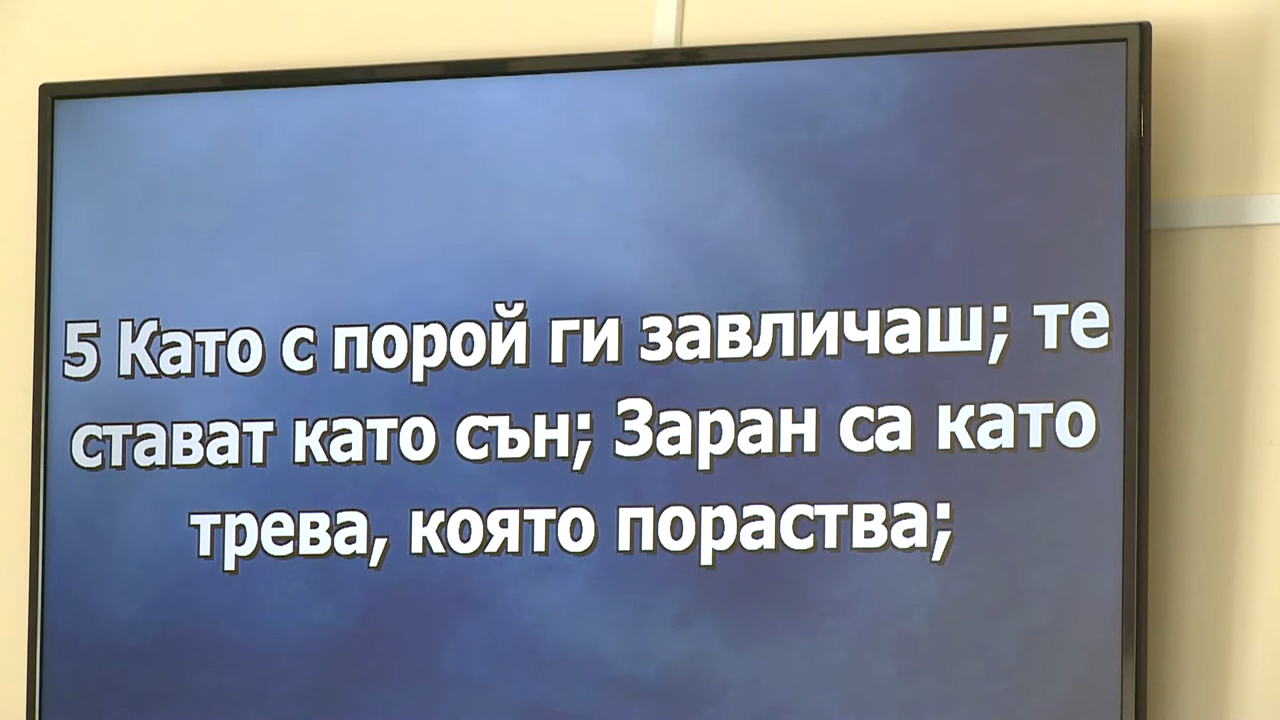 5 Като с порой ги завличаш; те
стават като сън; Заран са като
трева, която пораства;